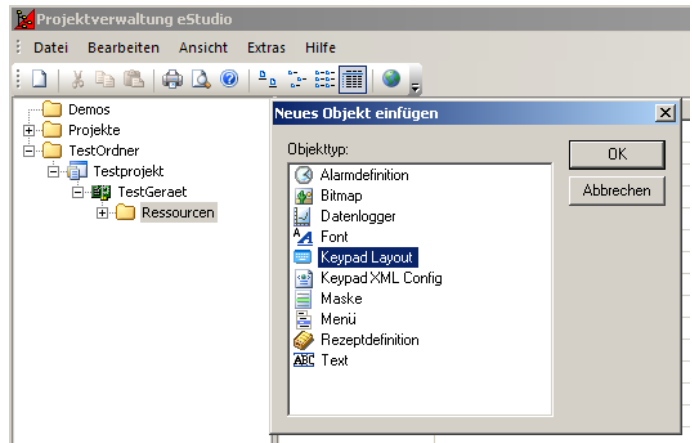 Projektverwaltung eStudio
Datei Bearbeiten Ansicht Extras Hilfe
Demos
Projekte
TestOrdner
Testprojekt
TestGeraet
Ressourcen
Neues Objekt einfügen
Objekttyp:
Alarmdefinition
Bitmap
Datenlogger
Font
Keypad Layout
Keypad XML Config
Maske
Menü
Rezeptdefinition
ABC Text
OK
Abbrechen